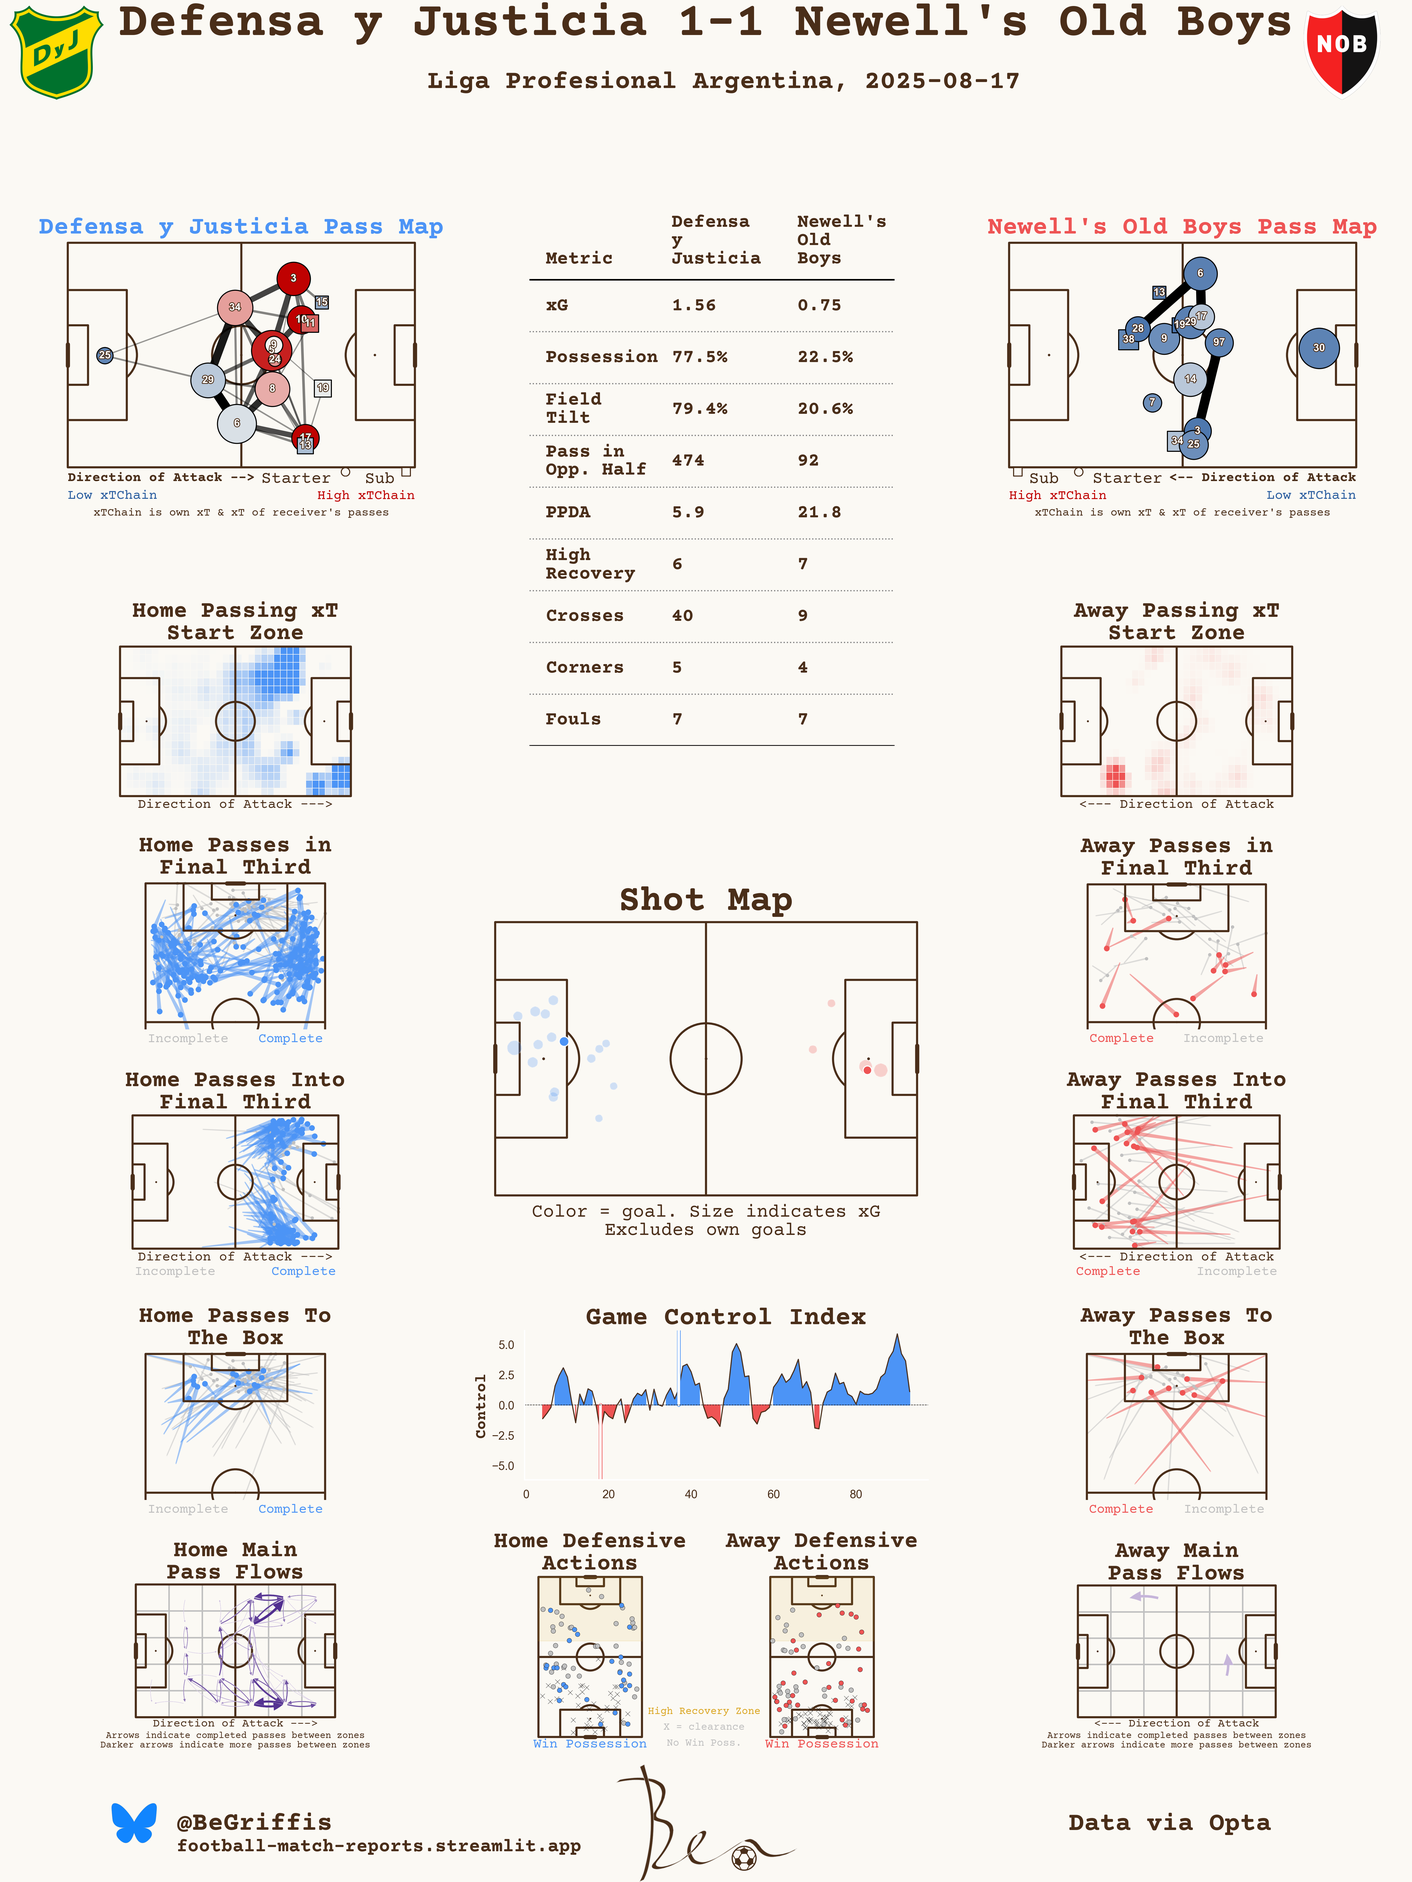 Defensa y Justicia 1-1 Newell's Old Boys
DyJ
NOB
Liga Profesional Argentina, 2025-08-17
Defensa y Justicia Pass Map
3
15
34
10
11
9
24
25
29
8
19
6
17
13
Direction of Attack --> Starter Sub
Low xTChain High xTChain
xTChain is own xT & xT of receiver's passes
Metric Defensa y Justicia Newell's Old Boys
xG 1.56 0.75
Possession 77.5% 22.5%
Field Tilt 79.4% 20.6%
Pass in Opp. Half 474 92
PPDA 5.9 21.8
High Recovery 6 7
Crosses 40 9
Corners 5 4
Fouls 7 7
Newell's Old Boys Pass Map
6
13
17
19
29
28
38
9
97
30
14
7
3
34
25
Sub Starter <-- Direction of Attack
High xTChain Low xTChain
xTChain is own xT & xT of receiver's passes
Home Passing xT
Start Zone
Direction of Attack --->
Away Passing xT
Start Zone
<--- Direction of Attack
Home Passes in
Final Third
Incomplete Complete
Away Passes in
Final Third
Complete Incomplete
Shot Map
Color = goal. Size indicates xG
Excludes own goals
Home Passes Into
Final Third
Direction of Attack --->
Incomplete Complete
Away Passes Into
Final Third
<--- Direction of Attack
Complete Incomplete
Home Passes To
The Box
Incomplete Complete
Game Control Index
Control
5.0
2.5
0.0
−2.5
−5.0
0 20 40 60 80
Away Passes To
The Box
Complete Incomplete
Home Main
Pass Flows
Direction of Attack --->
Arrows indicate completed passes between zones
Darker arrows indicate more passes between zones
Home Defensive
Actions
Win Possession
High Recovery Zone
X = clearance
No Win Poss.
Away Defensive
Actions
Win Possession
Away Main
Pass Flows
<--- Direction of Attack
Arrows indicate completed passes between zones
Darker arrows indicate more passes between zones
@BeGriffis
football-match-reports.streamlit.app
Ben
Data via Opta